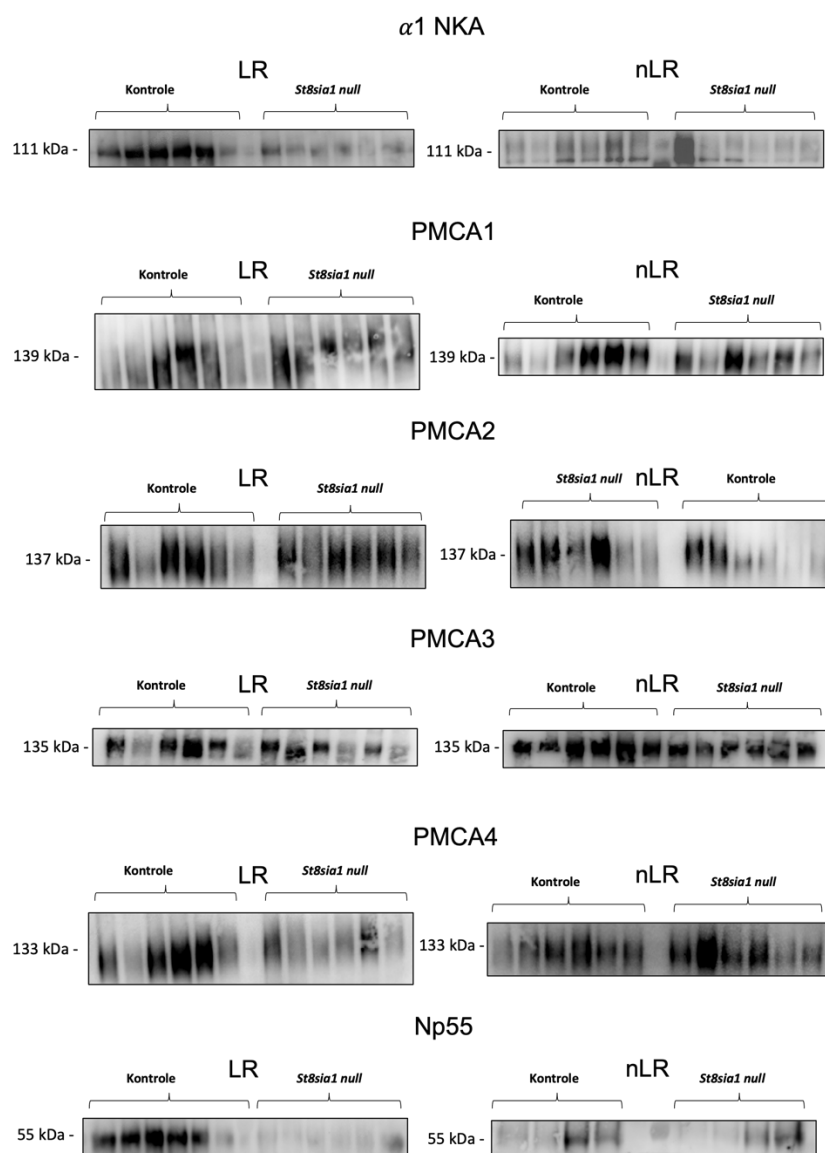 α1 NKA
LR nLR
Kontrole St8sia1 null Kontrole St8sia1 null
111 kDa - 111 kDa -
PMCA1
LR nLR
Kontrole St8sia1 null Kontrole St8sia1 null
139 kDa - 139 kDa -
PMCA2
LR nLR
Kontrole St8sia1 null St8sia1 null Kontrole
137 kDa - 137 kDa -
PMCA3
LR nLR
Kontrole St8sia1 null Kontrole St8sia1 null
135 kDa - 135 kDa -
PMCA4
LR nLR
Kontrole St8sia1 null Kontrole St8sia1 null
133 kDa - 133 kDa -
Np55
LR nLR
Kontrole St8sia1 null Kontrole St8sia1 null
55 kDa - 55 kDa -